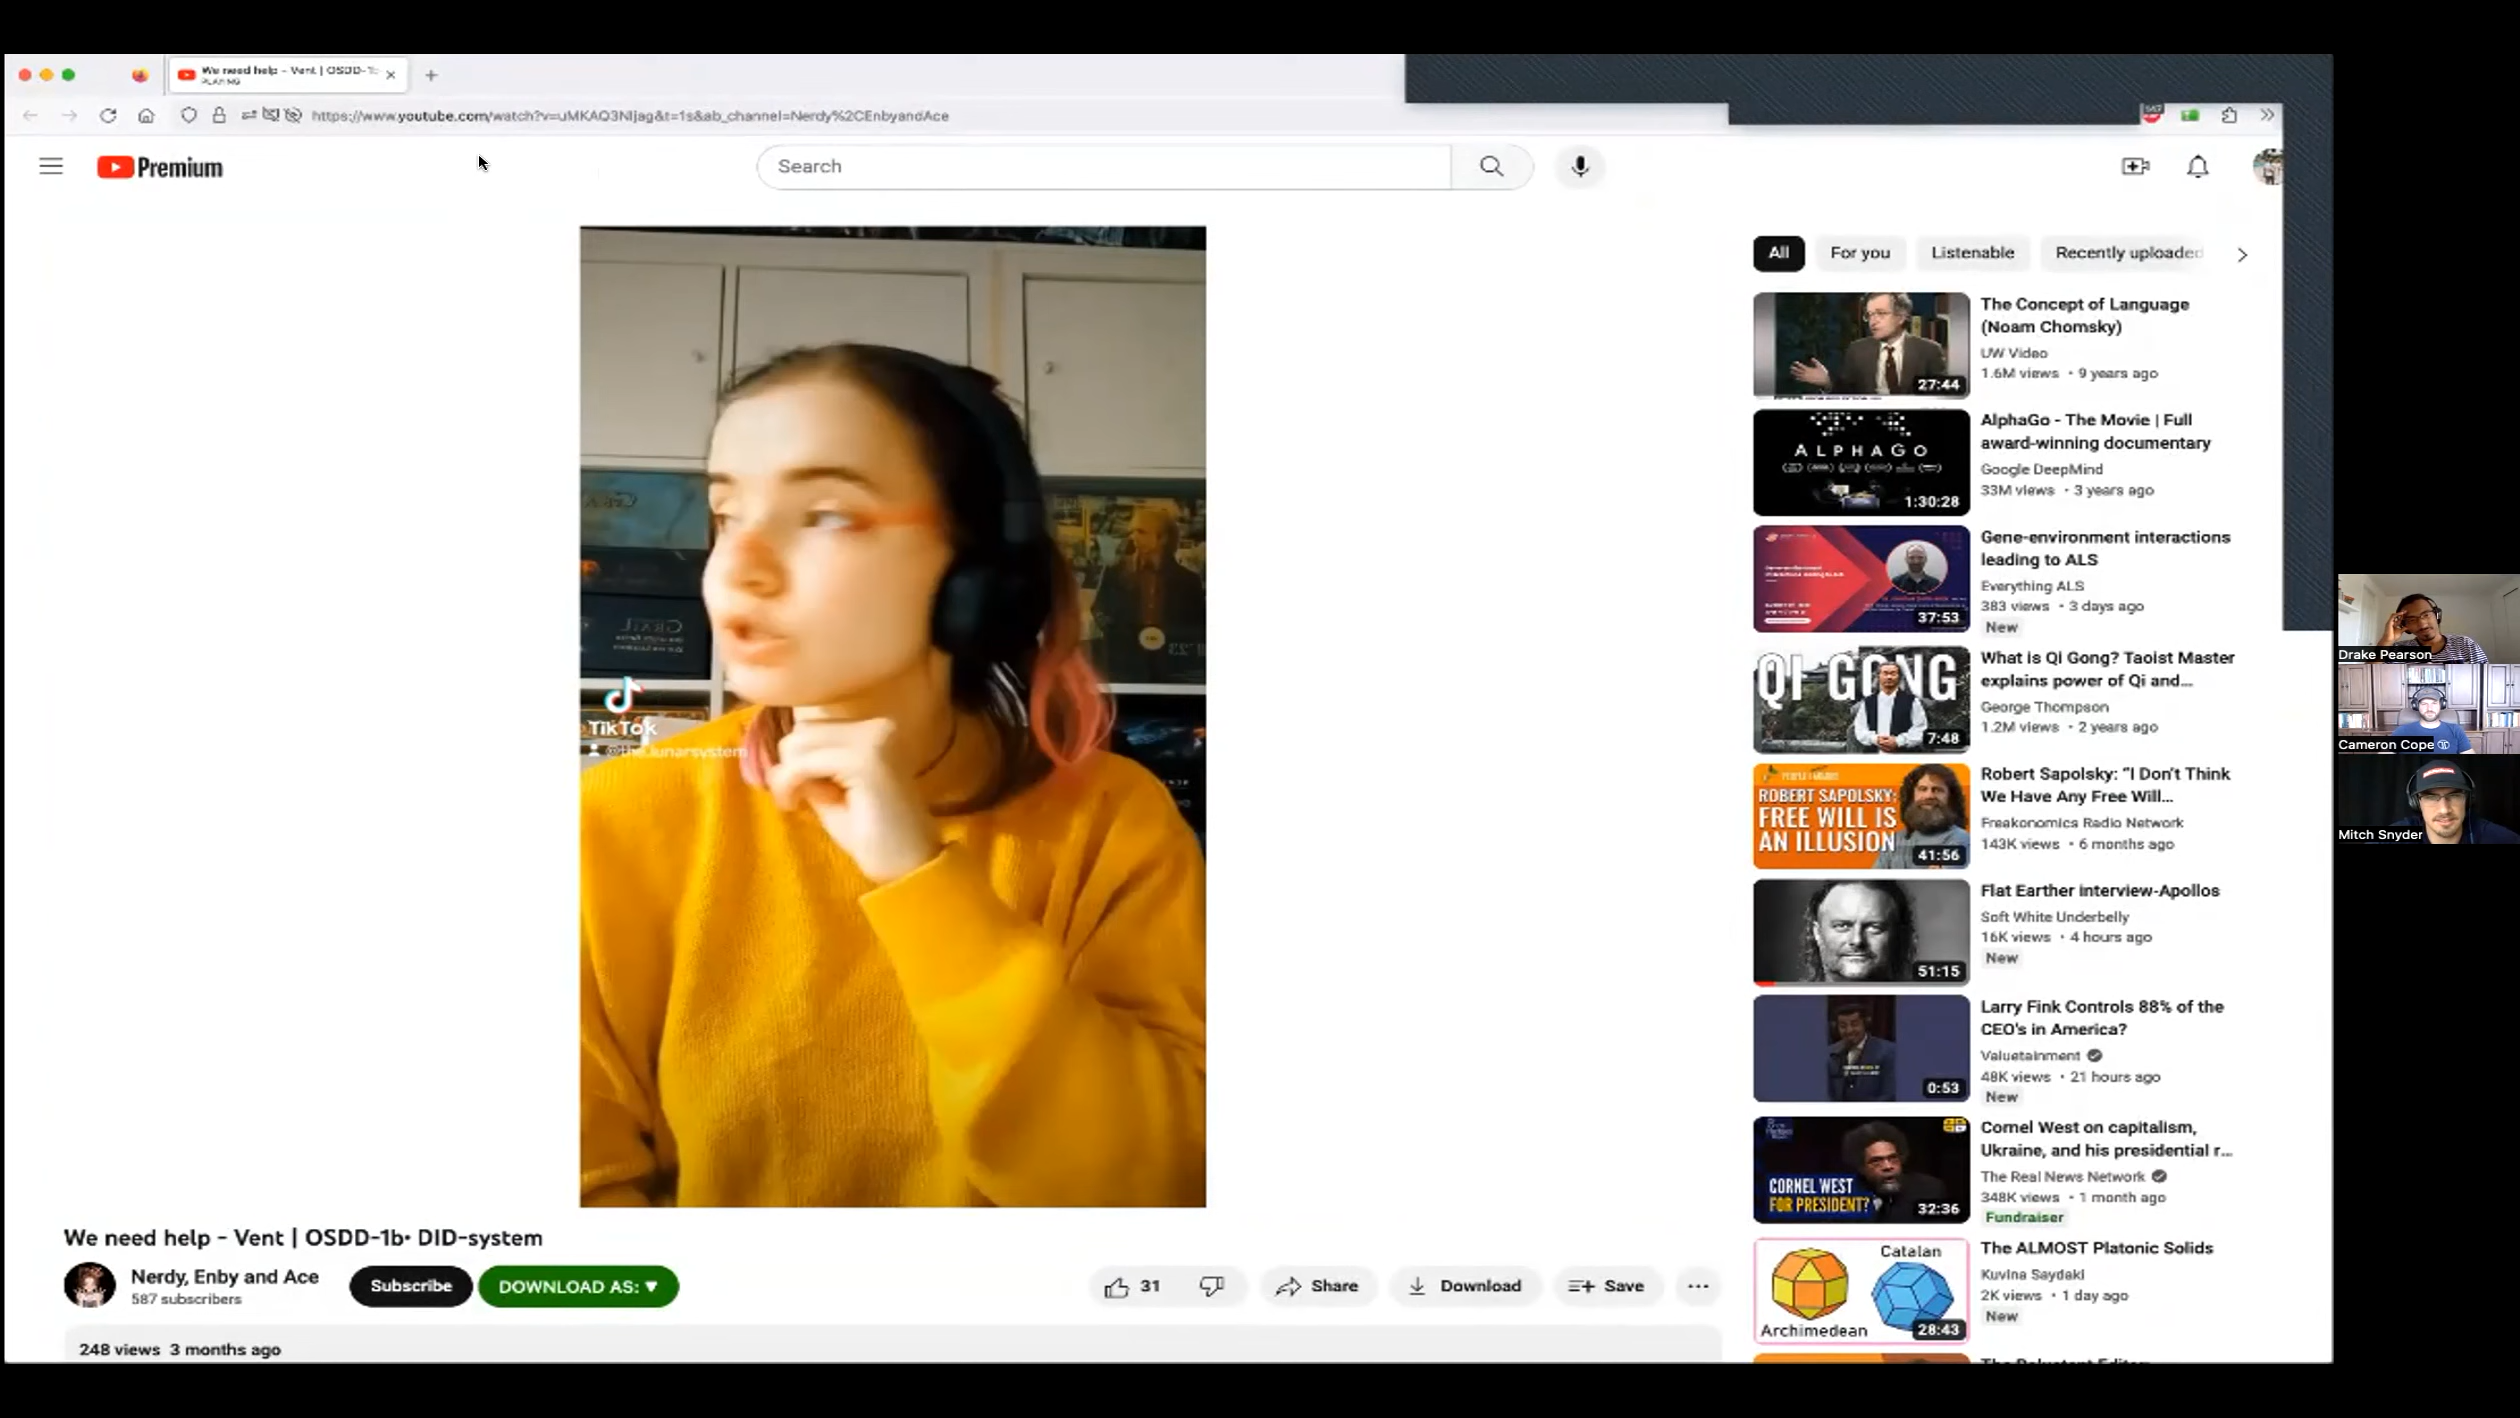 We need help - Vent | OSDD-1b
PLAYING
https://www.youtube.com/watch?v=uMKAQ3NIjag&t=1s&ab_channel=Nerdy%2CEnbyandAce
Premium
Search
All
For you
Listenable
Recently uploaded
TikTok
@the.lunarsystem
The Concept of Language
(Noam Chomsky)
UW Video
1.6M views • 9 years ago
27:44
AlphaGo - The Movie | Full
award-winning documentary
Google DeepMind
33M views • 3 years ago
ALPHAGO
1:30:28
Gene-environment interactions
leading to ALS
Everything ALS
383 views • 3 days ago
New
37:53
What is Qi Gong? Taoist Master
explains power of Qi and...
George Thompson
1.2M views • 2 years ago
QI GONG
7:48
Robert Sapolsky: "I Don't Think
We Have Any Free Will...
Freakonomics Radio Network
143K views • 6 months ago
ROBERT SAPOLSKY:
FREE WILL IS
AN ILLUSION
41:56
Flat Earther interview-Apollos
Soft White Underbelly
16K views • 4 hours ago
New
51:15
Larry Fink Controls 88% of the
CEO's in America?
Valuetainment
48K views • 21 hours ago
New
0:53
Cornel West on capitalism,
Ukraine, and his presidential r...
The Real News Network
348K views • 1 month ago
Fundraiser
CORNEL WEST
FOR PRESIDENT?
32:36
The ALMOST Platonic Solids
Kuvina Saydaki
2K views • 1 day ago
New
Catalan
Archimedean
28:43
Drake Pearson
Cameron Cope
Mitch Snyder
We need help - Vent | OSDD-1b• DID-system
Nerdy, Enby and Ace
587 subscribers
Subscribe
DOWNLOAD AS: ▼
31
Share
Download
Save
248 views 3 months ago